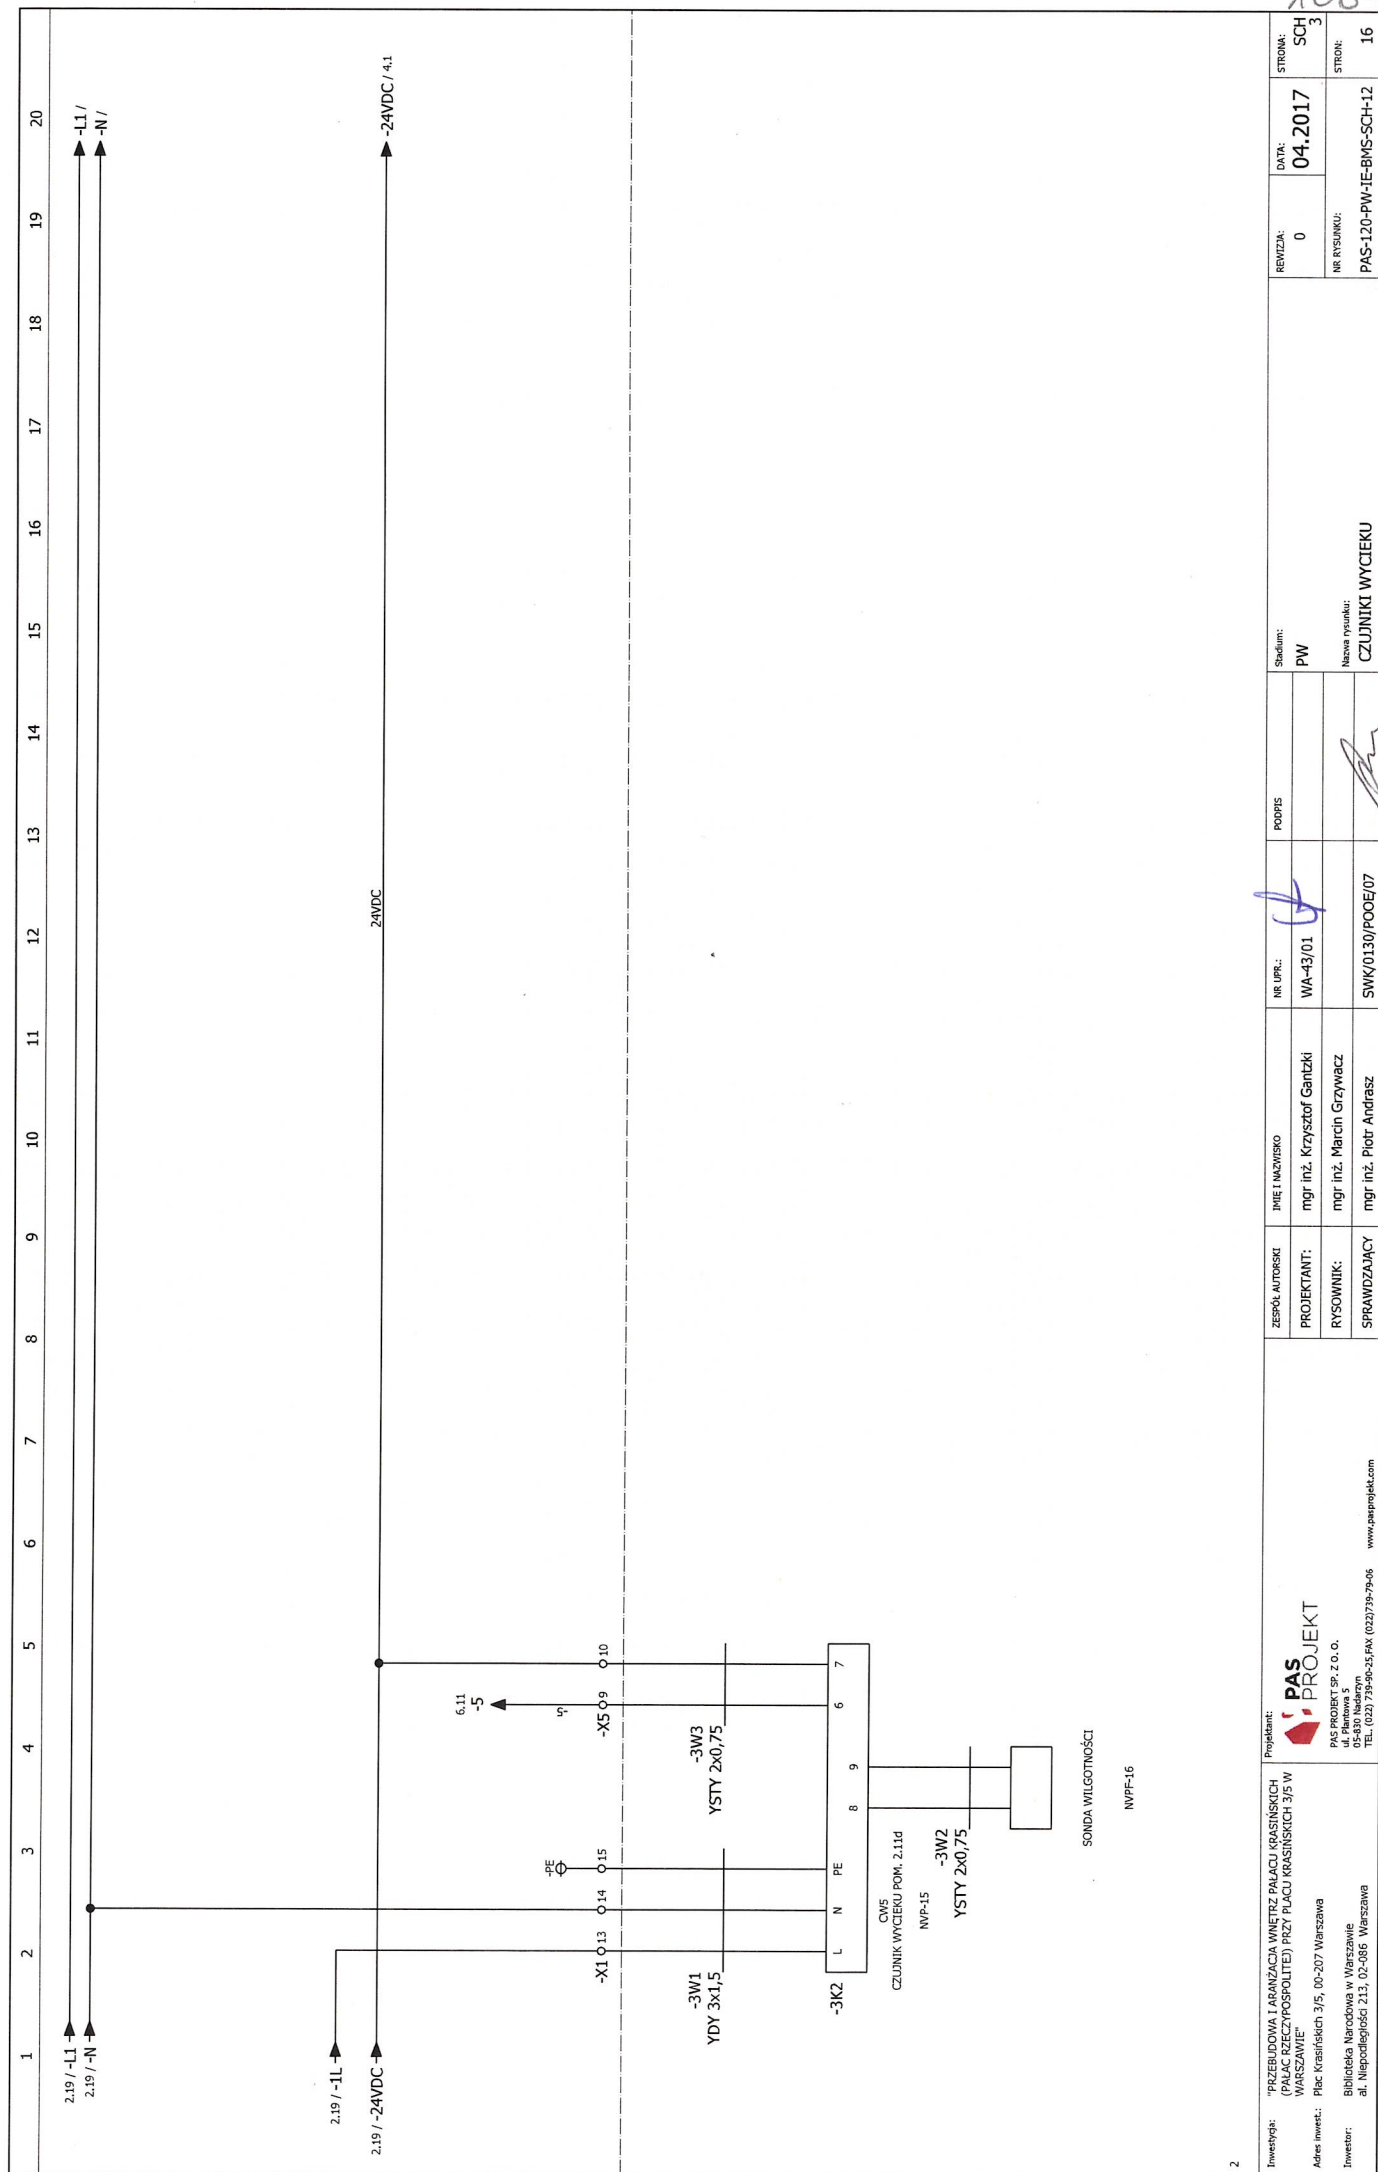 1 2 3 4 5 6 7 8 9 10 11 12 13 14 15 16 17 18 19 20
2.19 / -L1
-L1 /
2.19 / -N
-N /
2.19 / -1L
2.19 / -24VDC
24VDC
-24VDC / 4.1
6.11
-5
-5
-PE
-X1 13 14 15
-X5 9 10
-3W1
YDY 3x1,5
-3W3
YSTY 2x0,75
-3K2
L N PE 8 9 6 7
CW5
CZUJNIK WYCIEKU POM. 2.11d
NVP-15
-3W2
YSTY 2x0,75
SONDA WILGOTNOŚCI
NVPF-16
2
Inwestycja:
"PRZEBUDOWA I ARANŻACJA WNĘTRZ PAŁACU KRASIŃSKICH
(PAŁAC RZECZYPOSPOLITEJ) PRZY PLACU KRASIŃSKICH 3/5 W
WARSZAWIE"
Adres inwest.: Plac Krasińskich 3/5, 00-207 Warszawa
Inwestor:
Biblioteka Narodowa w Warszawie
al. Niepodległości 213, 02-086 Warszawa
Projektant:
PAS
PROJEKT
PAS PROJEKT SP. Z O. O.
ul. Plantowa 5
05-830 Nadarzyn
TEL. (022) 739-90-25,FAX (022)739-79-06 www.pasprojekt.com
ZESPÓŁ AUTORSKI IMIĘ I NAZWISKO NR UPR.: PODPIS
PROJEKTANT: mgr inż. Krzysztof Gantzki WA-43/01
RYSOWNIK: mgr inż. Marcin Grzywacz
SPRAWDZAJĄCY mgr inż. Piotr Andrasz SWK/0130/POOE/07
Stadium:
PW
Nazwa rysunku:
CZUJNIKI WYCIEKU
REWIZJA:
0
DATA:
04.2017
STRONA:
SCH
3
NR RYSUNKU:
PAS-120-PW-IE-BMS-SCH-12
STRON:
16